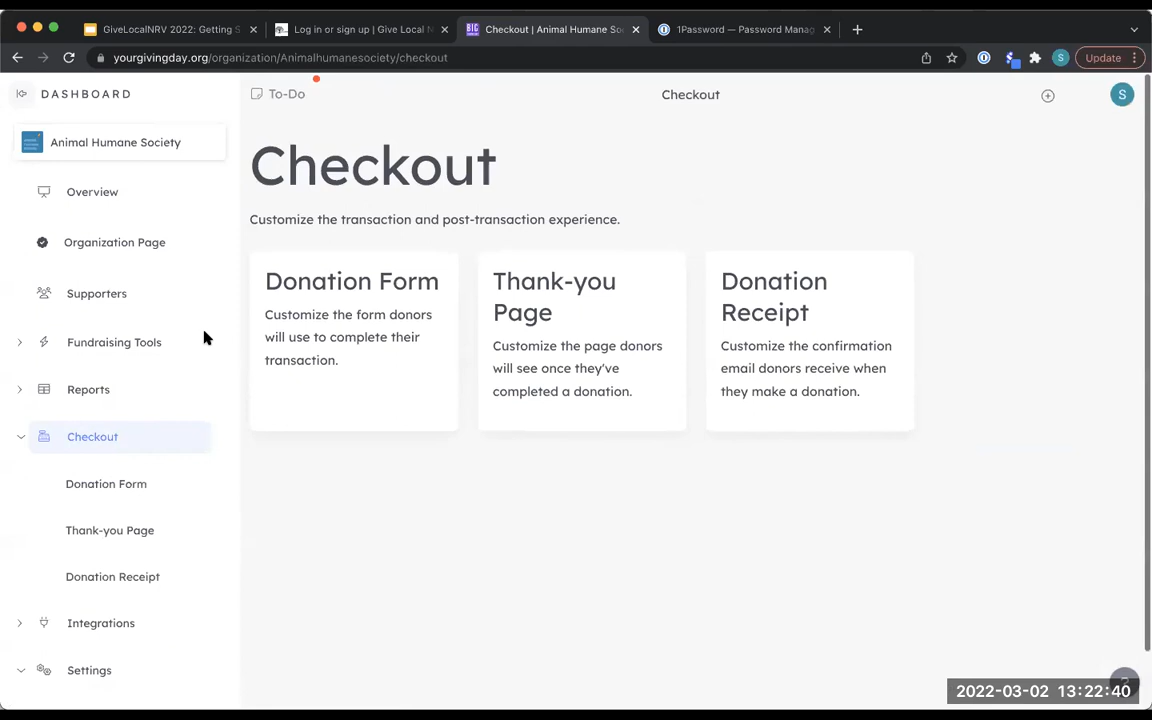 GiveLocalNRV 2022: Getting S
Log in or sign up | Give Local N
Checkout | Animal Humane Soc
1Password — Password Manag
yourgivingday.org/organization/Animalhumanesociety/checkout
Update
DASHBOARD
To-Do
Checkout
S
S
Animal Humane Society
Overview
Organization Page
Supporters
Fundraising Tools
Reports
Checkout
Donation Form
Thank-you Page
Donation Receipt
Integrations
Settings
Checkout
Customize the transaction and post-transaction experience.
Donation Form
Customize the form donors
will use to complete their
transaction.
Thank-you
Page
Customize the page donors
will see once they've
completed a donation.
Donation
Receipt
Customize the confirmation
email donors receive when
they make a donation.
2022-03-02 13:22:40